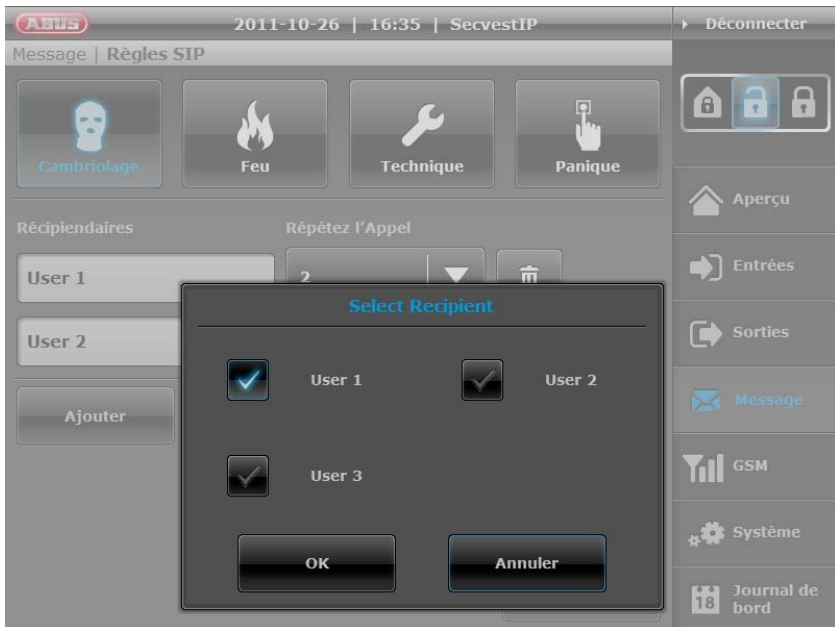 ABUS 2011-10-26 | 16:35 | SecvestIP Déconnecter
Message | Règles SIP
Cambriolage Feu Technique Panique
Récipiendaires Répétez l'Appel
User 1 2
User 2
Ajouter
Select Recipient
User 1 User 2
User 3
OK Annuler
Aperçu
Entrées
Sorties
Message
GSM
Système
18 Journal de
bord